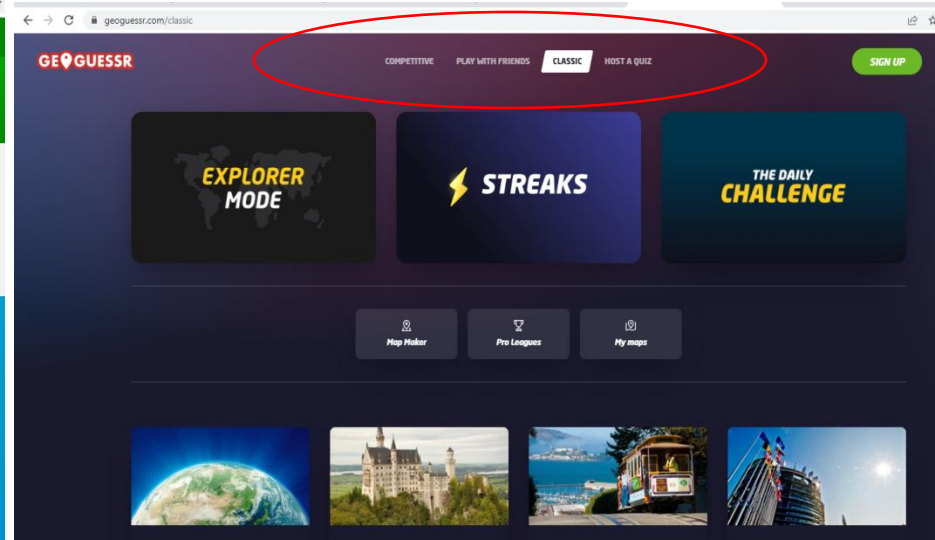 geoguessr.com/classic
GEOGUESSR
COMPETITIVE PLAY WITH FRIENDS CLASSIC HOST A QUIZ
SIGN UP
EXPLORER
MODE
STREAKS
THE DAILY
CHALLENGE
Map Maker
Pro Leagues
My maps